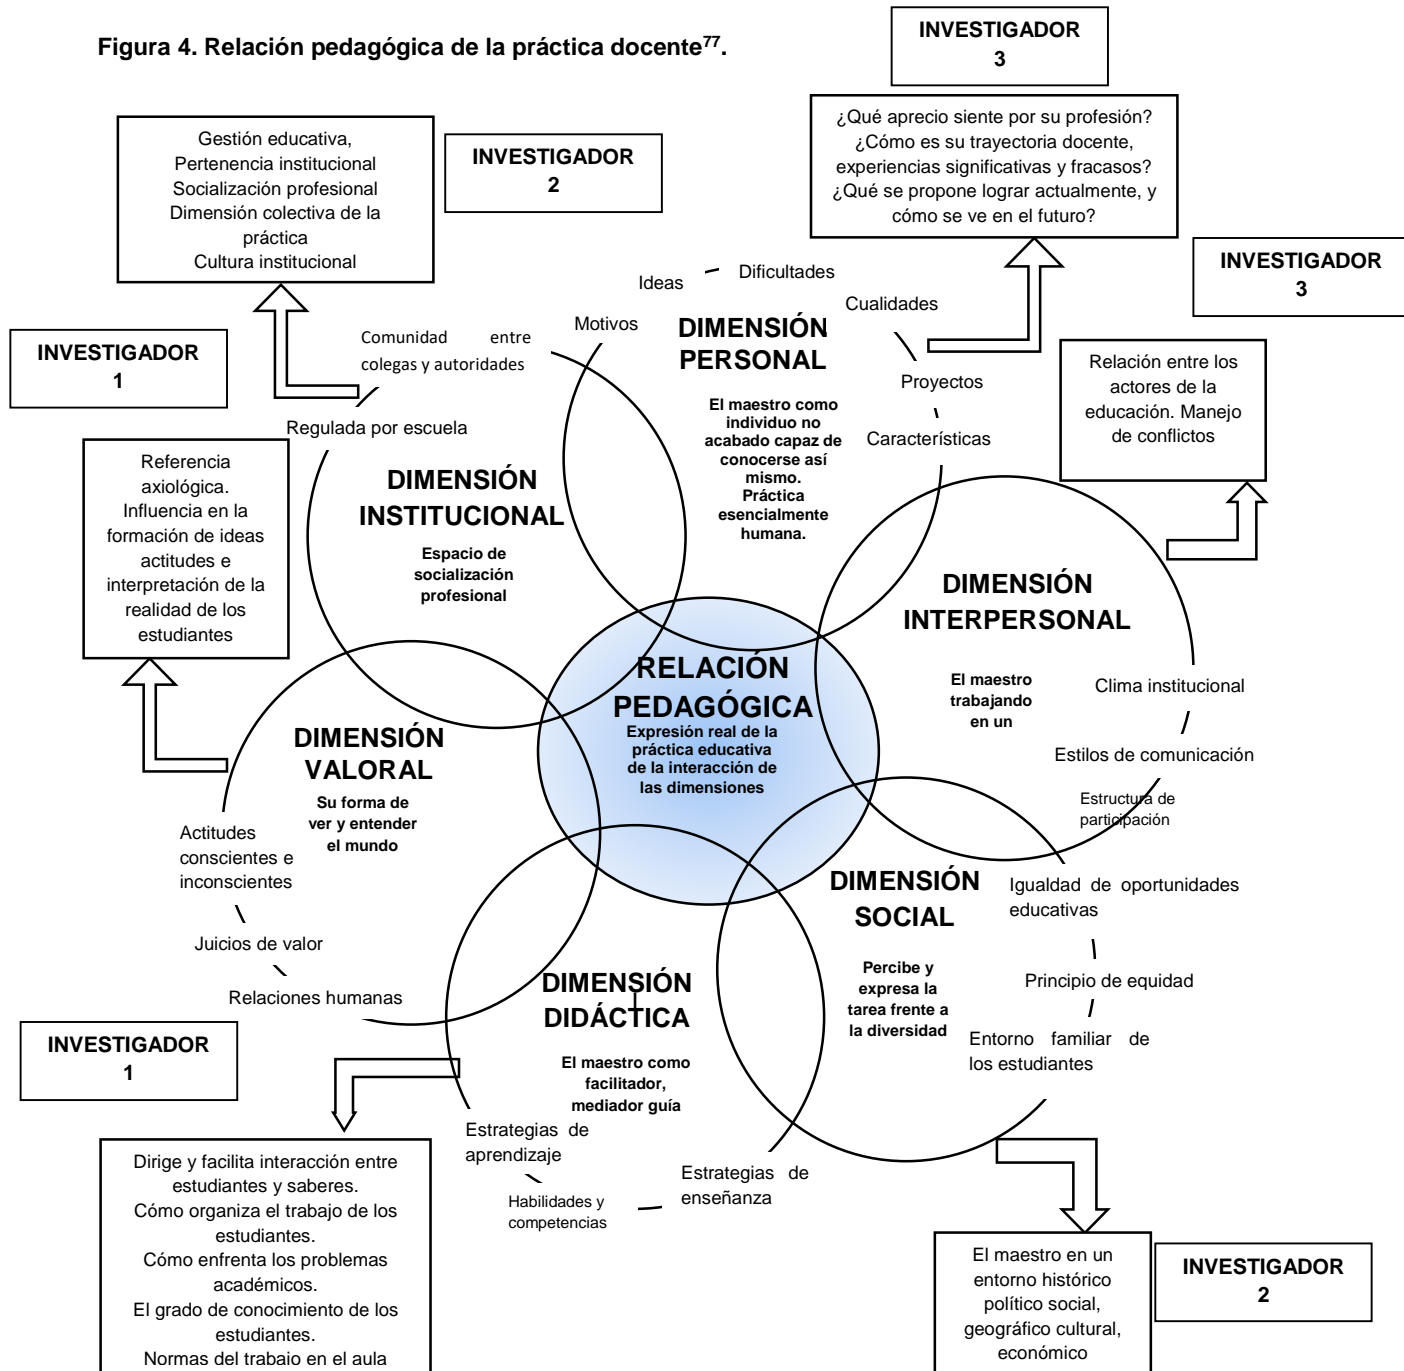 Figura 4. Relación pedagógica de la práctica docente77.
INVESTIGADOR
3
¿Qué aprecio siente por su profesión?
¿Cómo es su trayectoria docente,
experiencias significativas y fracasos?
¿Qué se propone lograr actualmente, y
cómo se ve en el futuro?
Gestión educativa,
Pertenencia institucional
Socialización profesional
Dimensión colectiva de la
práctica
Cultura institucional
INVESTIGADOR
2
INVESTIGADOR
3
Ideas
Dificultades
Cualidades
Motivos
DIMENSIÓN
PERSONAL
Proyectos
Características
El maestro como
individuo no
acabado capaz de
conocerse así
mismo.
Práctica
esencialmente
humana.
INVESTIGADOR
1
Comunidad entre
colegas y autoridades
Regulada por escuela
DIMENSIÓN
INSTITUCIONAL
Espacio de
socialización
profesional
Relación entre los
actores de la
educación. Manejo
de conflictos
Referencia
axiológica.
Influencia en la
formación de ideas
actitudes e
interpretación de la
realidad de los
estudiantes
DIMENSIÓN
INTERPERSONAL
El maestro
trabajando
en un
Clima institucional
Estilos de comunicación
Estructura de
participación
RELACIÓN
PEDAGÓGICA
Expresión real de la
práctica educativa
de la interacción de
las dimensiones
DIMENSIÓN
VALORAL
Su forma de
ver y entender
el mundo
Actitudes
conscientes e
inconscientes
Juicios de valor
Relaciones humanas
DIMENSIÓN
SOCIAL
Percibe y
expresa la
tarea frente a
la diversidad
Igualdad de oportunidades
educativas
Principio de equidad
Entorno familiar de
los estudiantes
DIMENSIÓN
DIDÁCTICA
El maestro como
facilitador,
mediador guía
Estrategias de
aprendizaje
Habilidades y
competencias
Estrategias de
enseñanza
INVESTIGADOR
1
Dirige y facilita interacción entre
estudiantes y saberes.
Cómo organiza el trabajo de los
estudiantes.
Cómo enfrenta los problemas
académicos.
El grado de conocimiento de los
estudiantes.
Normas del trabajo en el aula
El maestro en un
entorno histórico
político social,
geográfico cultural,
económico
INVESTIGADOR
2